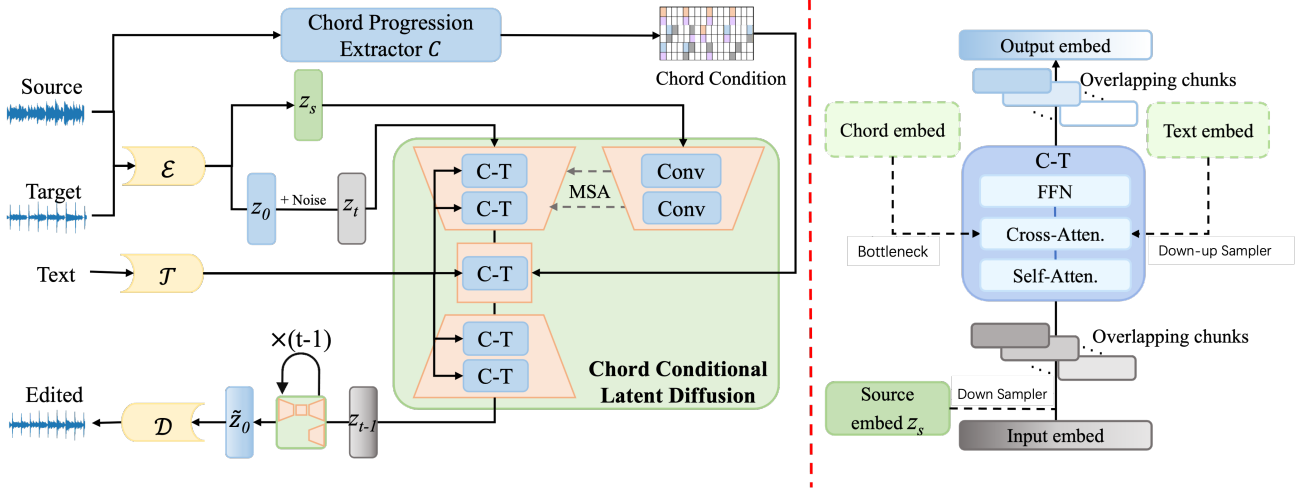 Chord Progression
Extractor C
Chord Condition
Source
z_s
ℰ
Target
z_0
+ Noise
z_t
C-T
C-T
MSA
Conv
Conv
Text
𝒯
C-T
C-T
C-T
Chord Conditional
Latent Diffusion
×(t-1)
Edited
𝒟
z̃_0
z_{t-1}
Output embed
Overlapping chunks
Chord embed
Text embed
C-T
FFN
Cross-Atten.
Self-Atten.
Bottleneck
Down-up Sampler
Overlapping chunks
Down Sampler
Source
embed z_s
Input embed